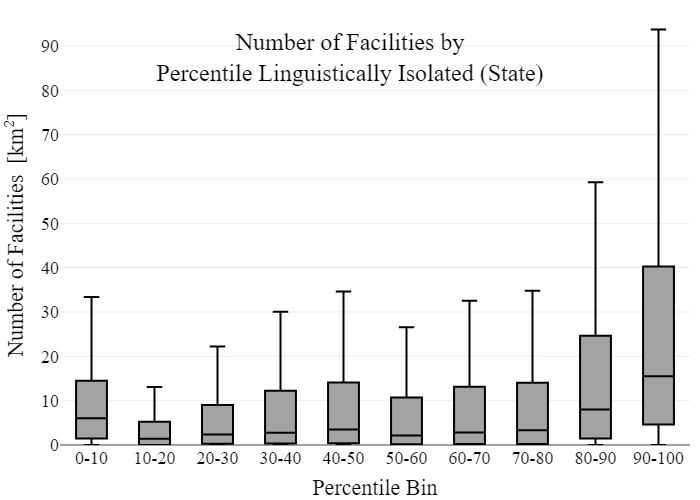 Number of Facilities by
Percentile Linguistically Isolated (State)
Number of Facilities [km²]
90
80
70
60
50
40
30
20
10
0
0-10 10-20 20-30 30-40 40-50 50-60 60-70 70-80 80-90 90-100
Percentile Bin